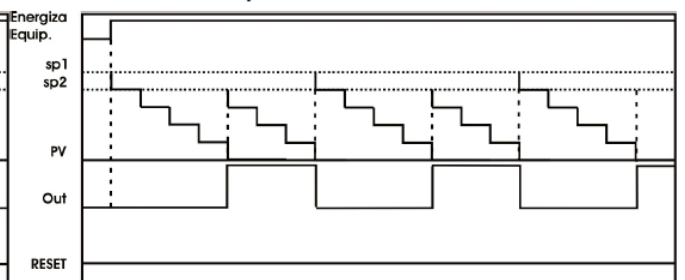 Energiza
Equip.
sp1
sp2
PV
Out
RESET